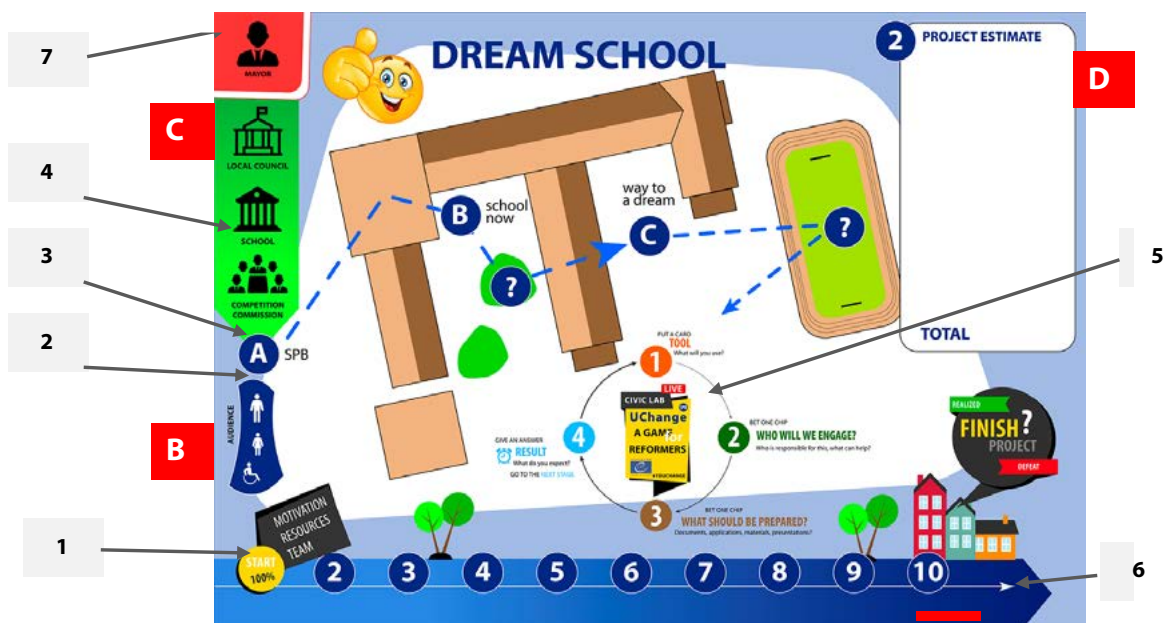 7
C
4
3
2
B
1
MAYOR
LOCAL COUNCIL
SCHOOL
COMPETITION
COMMISSION
A
SPB
AUDIENCE
DREAM SCHOOL
B
school
now
?
way to
a dream
C
?
2
PROJECT ESTIMATE
TOTAL
D
5
PUT A CARD
TOOL
What will you use?
1
BET ONE CHIP
WHO WILL WE ENGAGE?
Who is responsible for this, what can help?
2
BET ONE CHIP
WHAT SHOULD BE PREPARED?
Documents, applications, materials, presentations?
3
GIVE AN ANSWER
RESULT
What do you expect?
GO TO THE NEXT STAGE
4
LIVE
CIVIC LAB
UChange
A GAME for
REFORMERS
#YOUCHANGE
REALIZED
FINISH ?
PROJECT
DEFEAT
MOTIVATION
RESOURCES
TEAM
START
100%
2
3
4
5
6
7
8
9
10
6